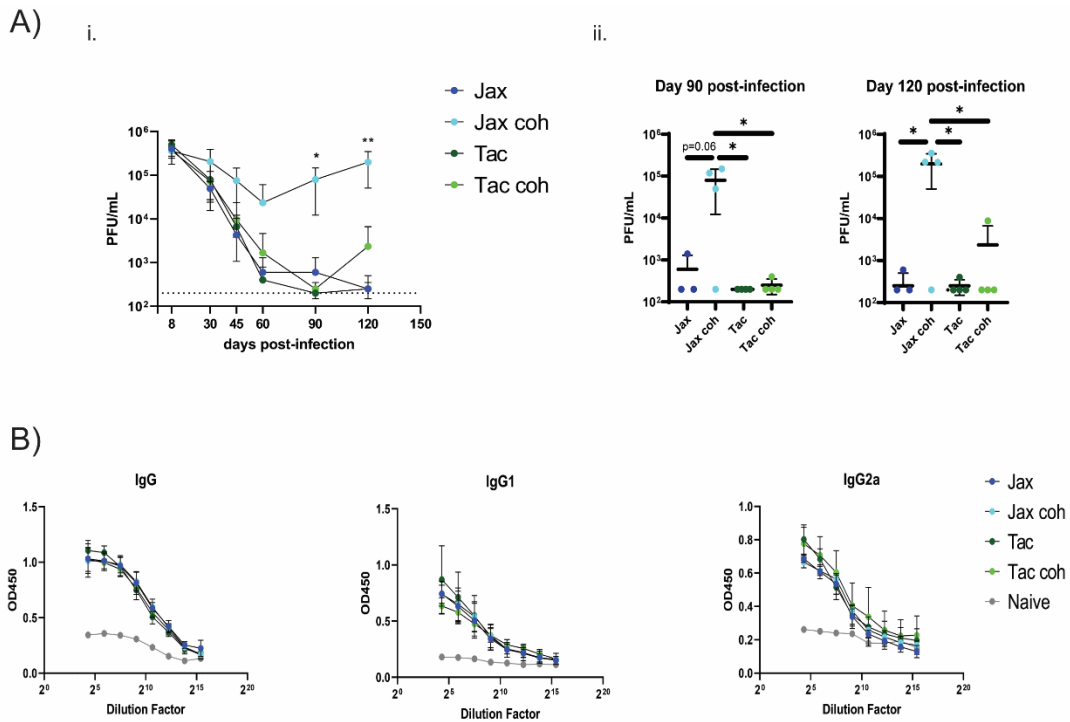 A)
i.
Jax
Jax coh
Tac
Tac coh
PFU/mL
10⁶
10⁵
10⁴
10³
10²
* **
8 30 45 60 90 120 150
days post-infection
ii.
Day 90 post-infection
PFU/mL
10⁶
10⁵
10⁴
10³
10²
*
p=0.06 *
Jax Jax coh Tac Tac coh
Day 120 post-infection
PFU/mL
10⁶
10⁵
10⁴
10³
10²
*
* *
Jax Jax coh Tac Tac coh
B)
IgG
OD450
1.5
1.0
0.5
0.0
2⁰ 2⁵ 2¹⁰ 2¹⁵ 2²⁰
Dilution Factor
IgG1
OD450
1.5
1.0
0.5
0.0
2⁰ 2⁵ 2¹⁰ 2¹⁵ 2²⁰
Dilution Factor
IgG2a
OD450
1.0
0.8
0.6
0.4
0.2
0.0
2⁰ 2⁵ 2¹⁰ 2¹⁵ 2²⁰
Dilution Factor
Jax
Jax coh
Tac
Tac coh
Naive